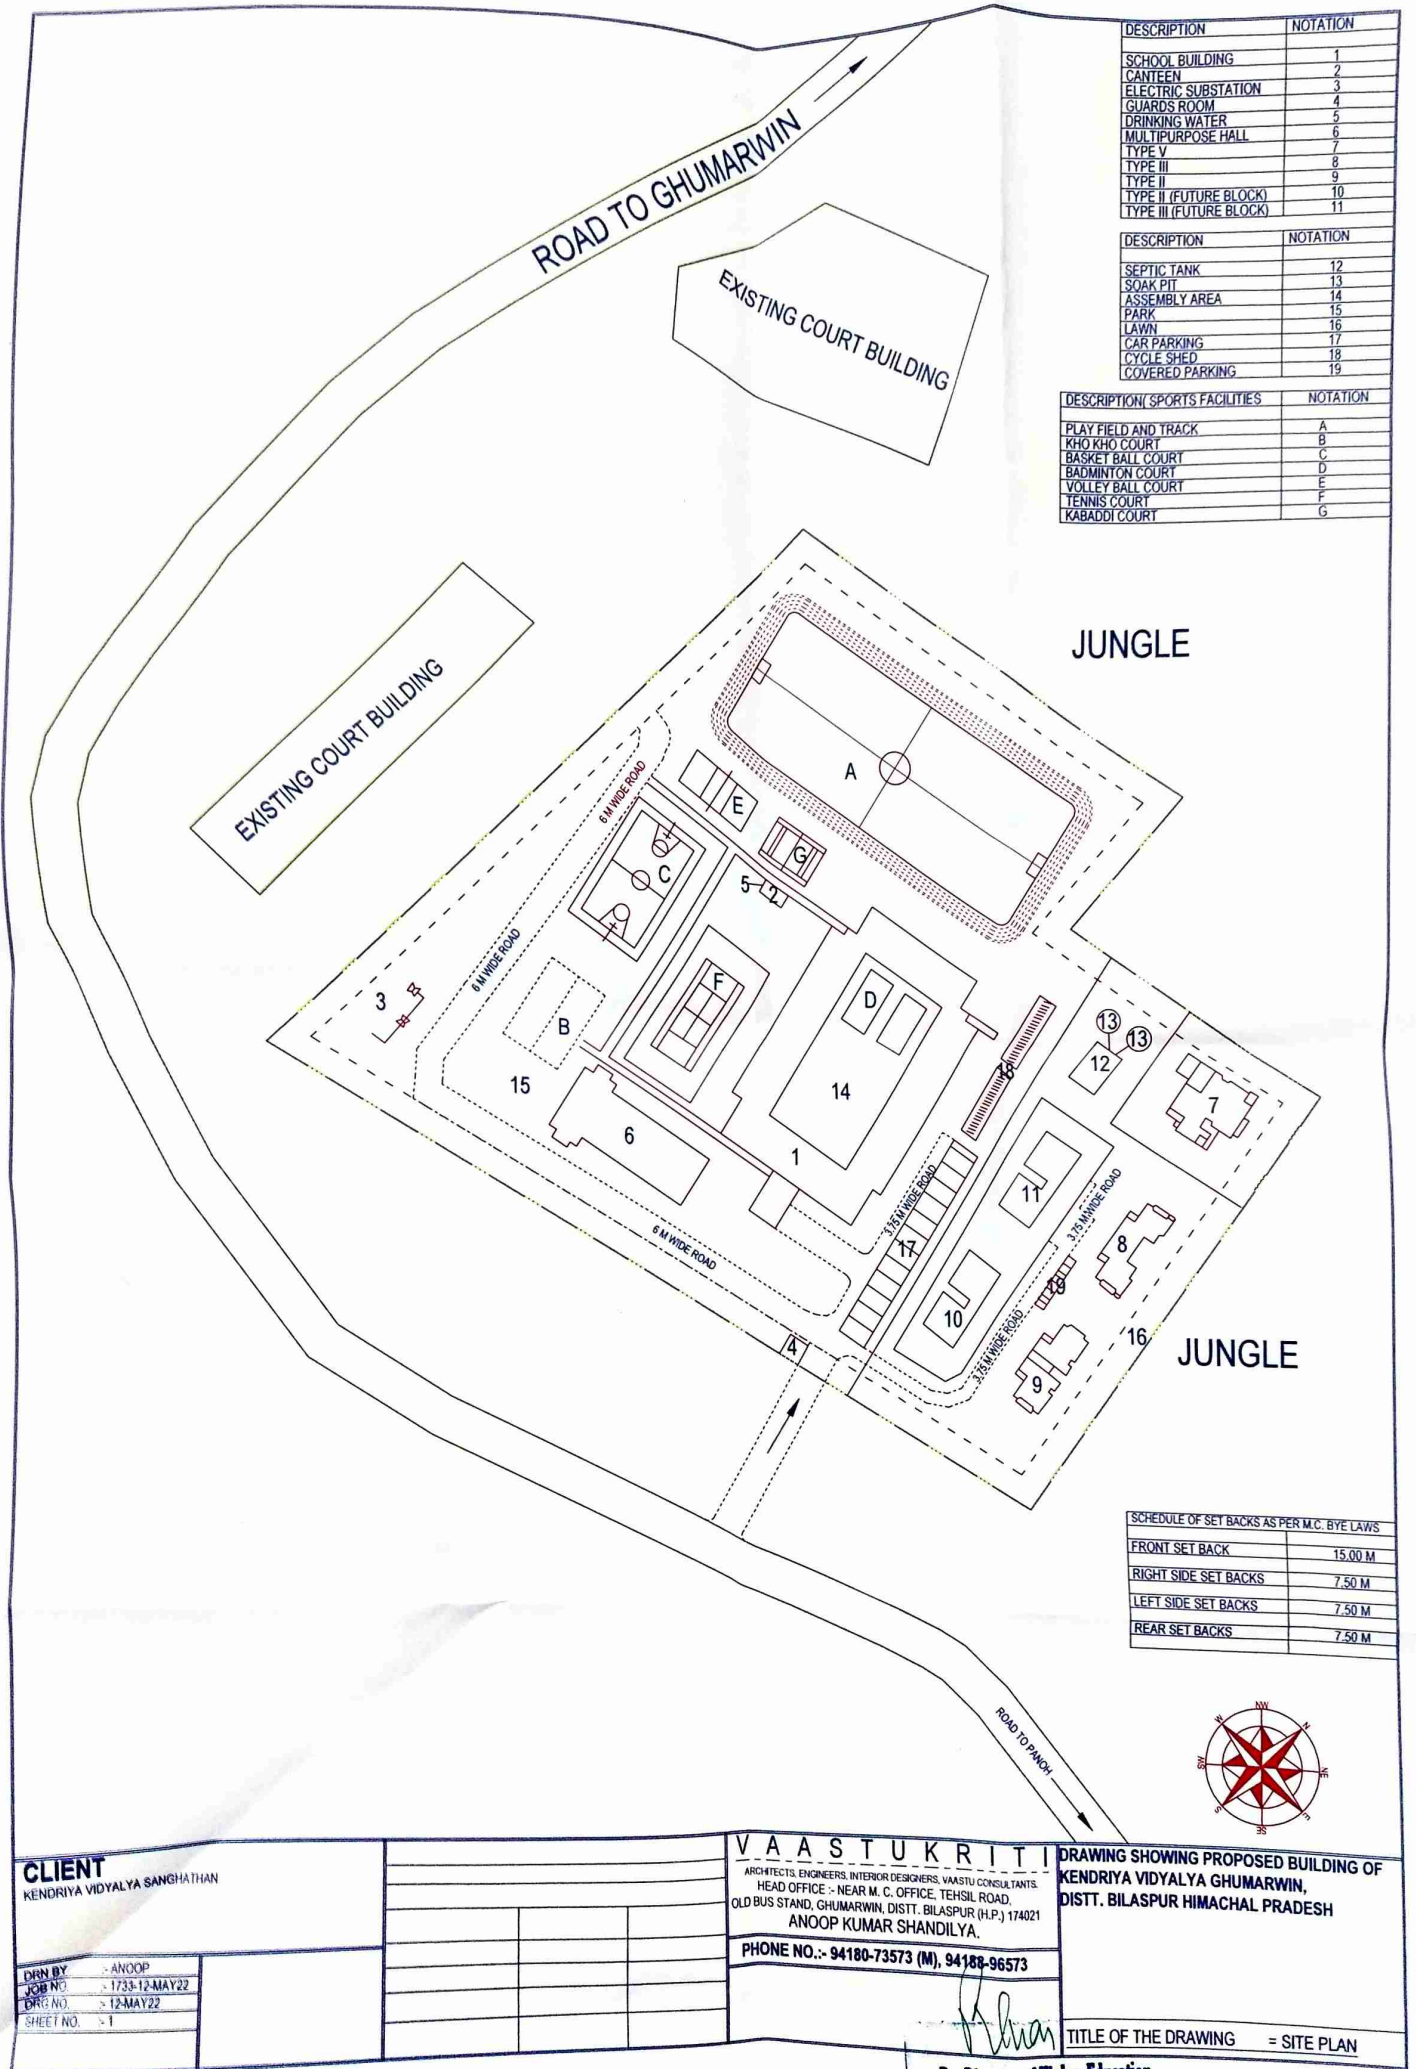 DESCRIPTION NOTATION
SCHOOL BUILDING 1
CANTEEN 2
ELECTRIC SUBSTATION 3
GUARDS ROOM 4
DRINKING WATER 5
MULTIPURPOSE HALL 6
TYPE V 7
TYPE III 8
TYPE II 9
TYPE II (FUTURE BLOCK) 10
TYPE III (FUTURE BLOCK) 11
DESCRIPTION NOTATION
SEPTIC TANK 12
SOAK PIT 13
ASSEMBLY AREA 14
PARK 15
LAWN 16
CAR PARKING 17
CYCLE SHED 18
COVERED PARKING 19
DESCRIPTION( SPORTS FACILITIES NOTATION
PLAY FIELD AND TRACK A
KHO KHO COURT B
BASKET BALL COURT C
BADMINTON COURT D
VOLLEY BALL COURT E
TENNIS COURT F
KABADDI COURT G
ROAD TO GHUMARWIN
EXISTING COURT BUILDING
EXISTING COURT BUILDING
JUNGLE
A
6 M WIDE ROAD
E
G
C
5
2
6 M WIDE ROAD
F
3
D
B
13
13
12
18
15
14
7
6
1
11
3.75 M WIDE ROAD
3.75 M WIDE ROAD
8
17
6 M WIDE ROAD
19
10
16
4
3.75 M WIDE ROAD
9
JUNGLE
SCHEDULE OF SET BACKS AS PER M.C. BYE LAWS
FRONT SET BACK 15.00 M
RIGHT SIDE SET BACKS 7.50 M
LEFT SIDE SET BACKS 7.50 M
REAR SET BACKS 7.50 M
ROAD TO PANOH
NW
W N
SW NE
S E
SE
CLIENT
KENDRIYA VIDYALYA SANGHATHAN
DRN BY :- ANOOP
JOB NO. :- 1733-12-MAY22
DRG NO. :- 12-MAY22
SHEET NO. :- 1
VAASTUKRITI
ARCHITECTS, ENGINEERS, INTERIOR DESIGNERS, VAASTU CONSULTANTS.
HEAD OFFICE :- NEAR M. C. OFFICE, TEHSIL ROAD,
OLD BUS STAND, GHUMARWIN, DISTT. BILASPUR (H.P.) 174021
ANOOP KUMAR SHANDILYA.
PHONE NO.:- 94180-73573 (M), 94188-96573
DRAWING SHOWING PROPOSED BUILDING OF
KENDRIYA VIDYALYA GHUMARWIN,
DISTT. BILASPUR HIMACHAL PRADESH
TITLE OF THE DRAWING = SITE PLAN